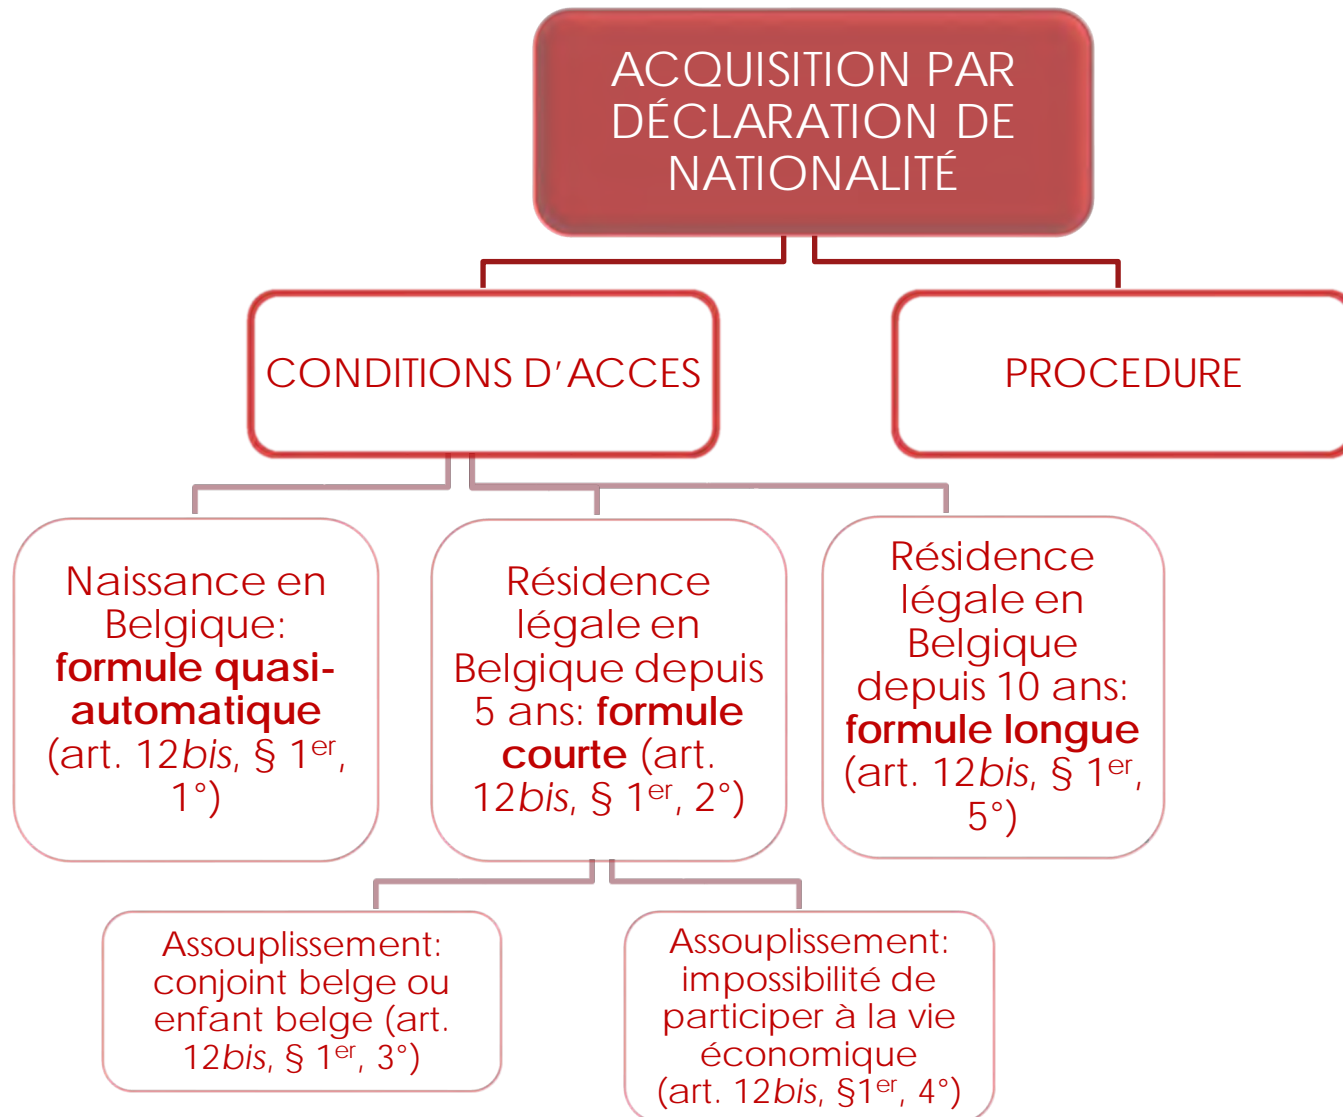 ACQUISITION PAR
DÉCLARATION DE
NATIONALITÉ
CONDITIONS D’ACCES
PROCEDURE
Naissance en
Belgique:
formule quasi-
automatique
(art. 12bis, § 1er,
1°)
Résidence
légale en
Belgique depuis
5 ans: formule
courte (art.
12bis, § 1er, 2°)
Résidence
légale en
Belgique
depuis 10 ans:
formule longue
(art. 12bis, § 1er,
5°)
Assouplissement:
conjoint belge ou
enfant belge (art.
12bis, § 1er, 3°)
Assouplissement:
impossibilité de
participer à la vie
économique
(art. 12bis, §1er, 4°)